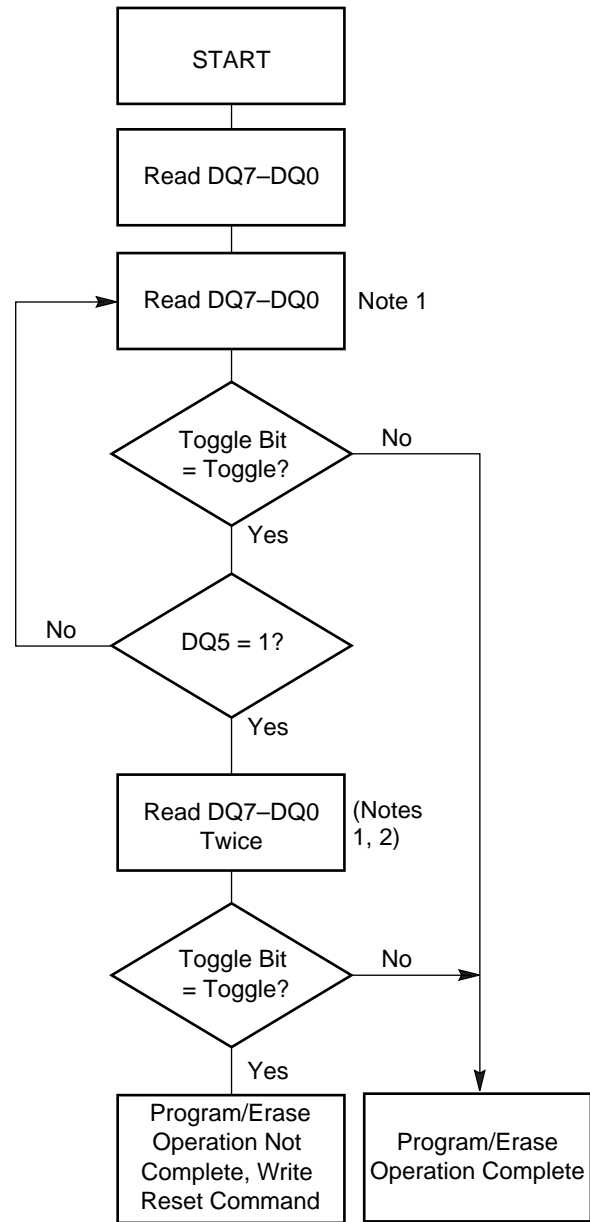 START
Read DQ7–DQ0
Read DQ7–DQ0
Note 1
Toggle Bit
= Toggle?
No
Yes
DQ5 = 1?
No
Yes
Read DQ7–DQ0
Twice
(Notes
1, 2)
Toggle Bit
= Toggle?
No
Yes
Program/Erase
Operation Not
Complete, Write
Reset Command
Program/Erase
Operation Complete